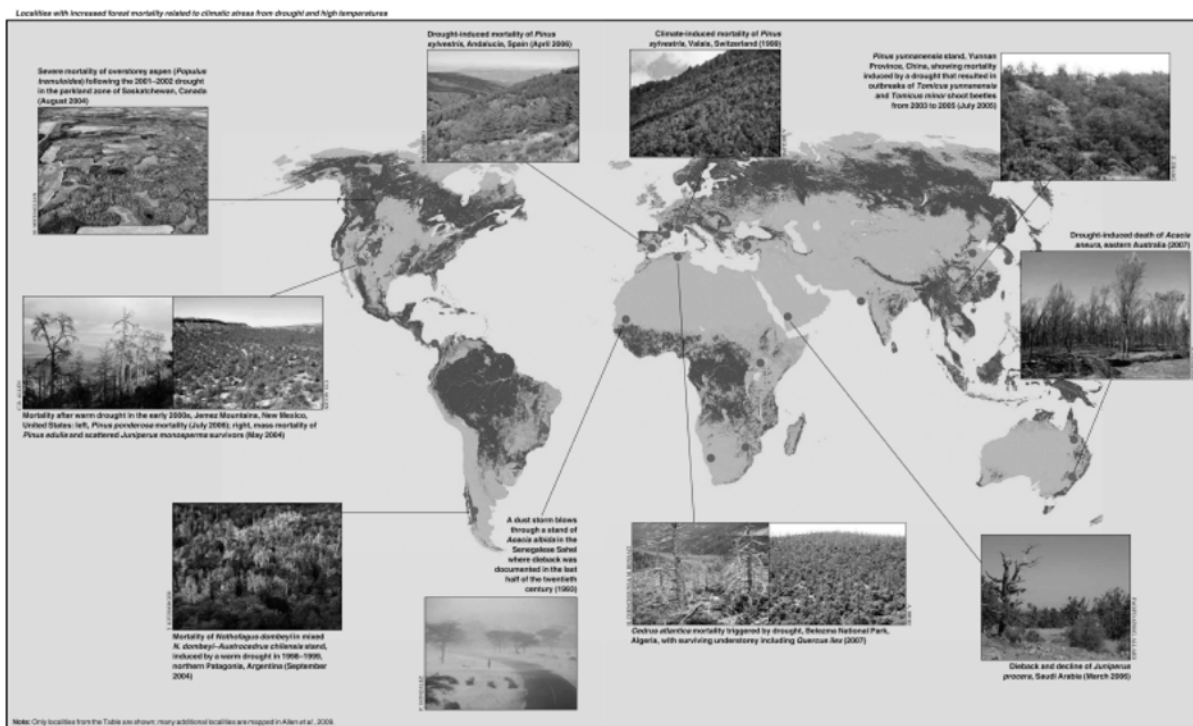 Localities with increased forest mortality related to climatic stress from drought and high temperatures
Drought-induced mortality of Pinus
sylvestris, Andalucia, Spain (April 2006)
Climate-induced mortality of Pinus
sylvestris, Valais, Switzerland (1999)
Pinus yunnanensis stand, Yunnan
Province, China, showing mortality
induced by a drought that resulted in
outbreaks of Tomicus yunnanensis
and Tomicus minor shoot beetles
from 2003 to 2005 (July 2005)
Severe mortality of overstorey aspen (Populus
tremuloides) following the 2001–2002 drought
in the parkland zone of Saskatchewan, Canada
(August 2004)
Drought-induced death of Acacia
aneura, eastern Australia (2007)
Mortality after warm drought in the early 2000s, Jemez Mountains, New Mexico,
United States: left, Pinus ponderosa mortality (July 2006); right, mass mortality of
Pinus edulis and scattered Juniperus monosperma survivors (May 2004)
A dust storm blows
through a stand of
Acacia albida in the
Senegalese Sahel
where dieback was
documented in the last
half of the twentieth
century (1993)
Mortality of Nothofagus dombeyi in mixed
N. dombeyi–Austrocedrus chilensis stand,
induced by a warm drought in 1998–1999,
northern Patagonia, Argentina (September
2004)
Cedrus atlantica mortality triggered by drought, Belezma National Park,
Algeria, with surviving understorey including Quercus ilex (2007)
Dieback and decline of Juniperus
procera, Saudi Arabia (March 2006)
Note: Only localities from the Table are shown; many additional localities are mapped in Allen et al., 2009.